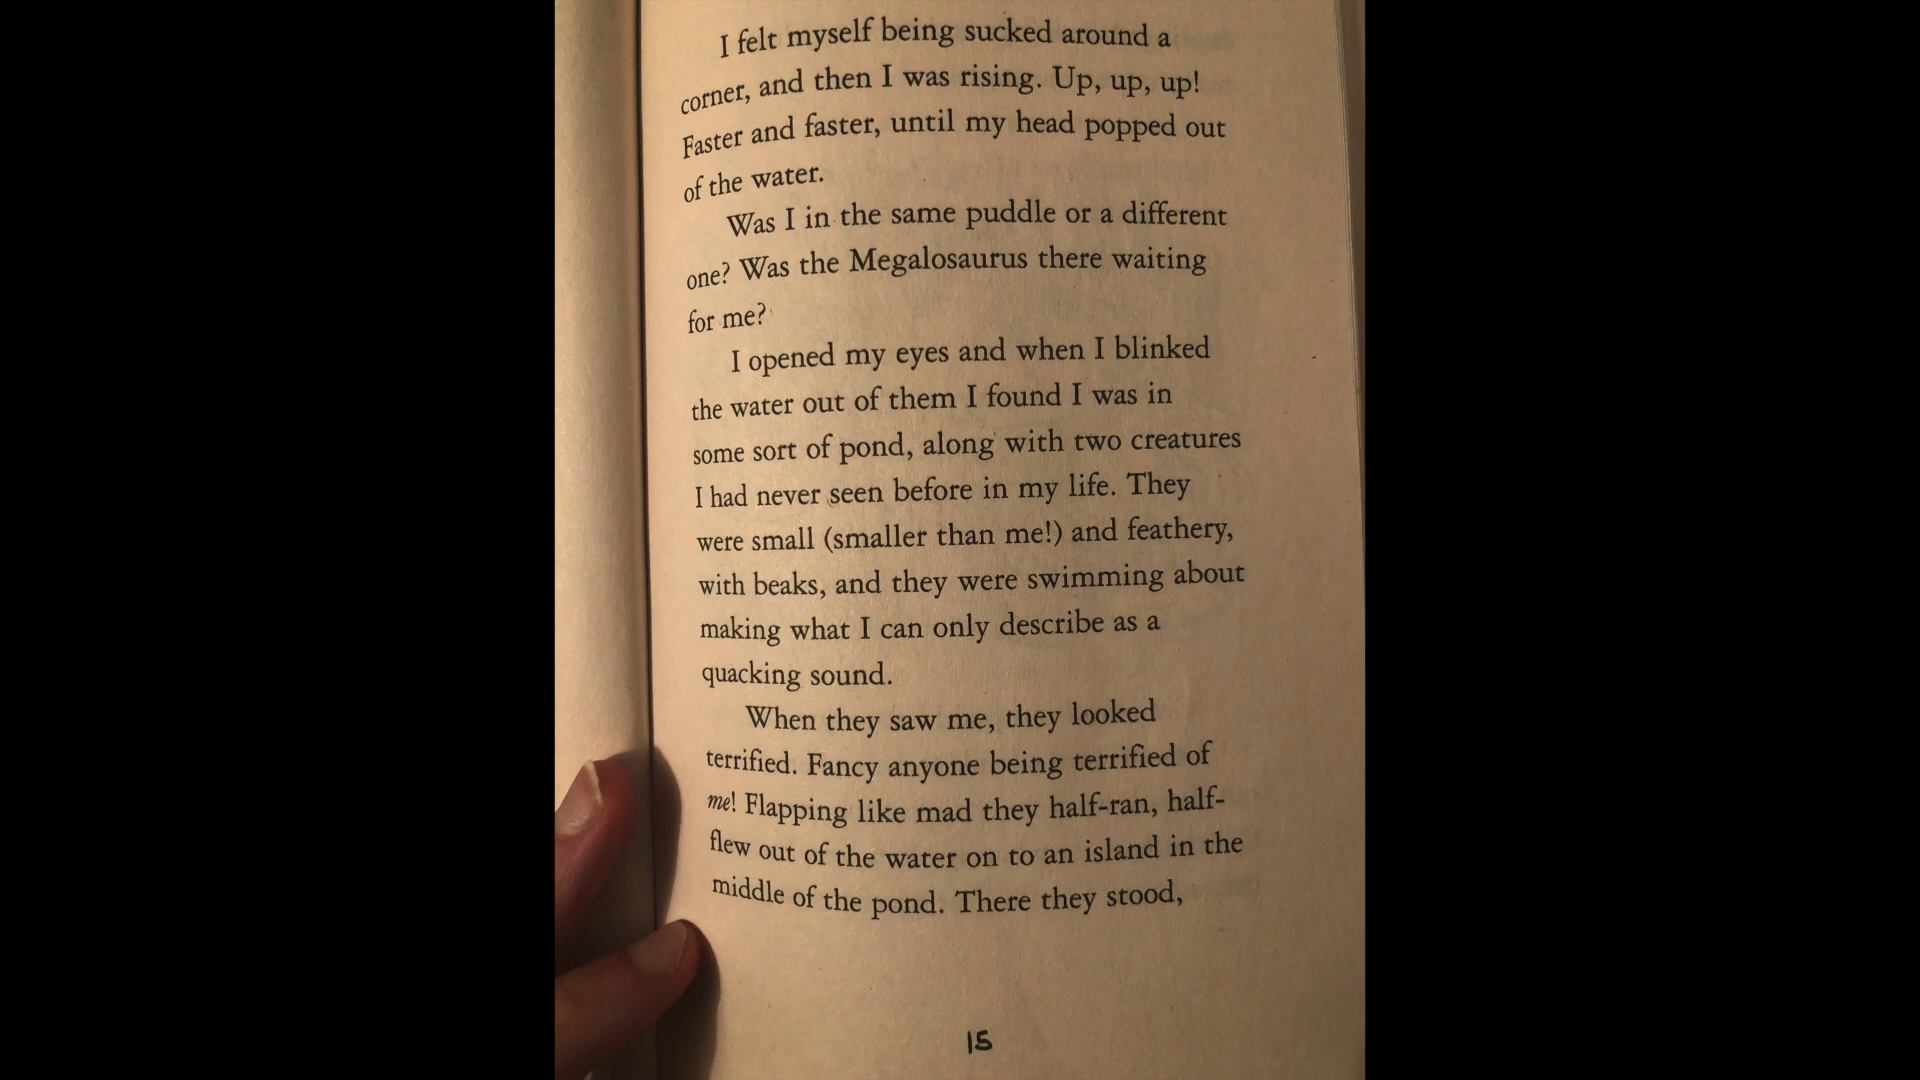 I felt myself being sucked around a
corner, and then I was rising. Up, up, up!
Faster and faster, until my head popped out
of the water.
Was I in the same puddle or a different
one? Was the Megalosaurus there waiting
for me?
I opened my eyes and when I blinked
the water out of them I found I was in
some sort of pond, along with two creatures
I had never seen before in my life. They
were small (smaller than me!) and feathery,
with beaks, and they were swimming about
making what I can only describe as a
quacking sound.
When they saw me, they looked
terrified. Fancy anyone being terrified of
me! Flapping like mad they half-ran, half-
flew out of the water on to an island in the
middle of the pond. There they stood,
15